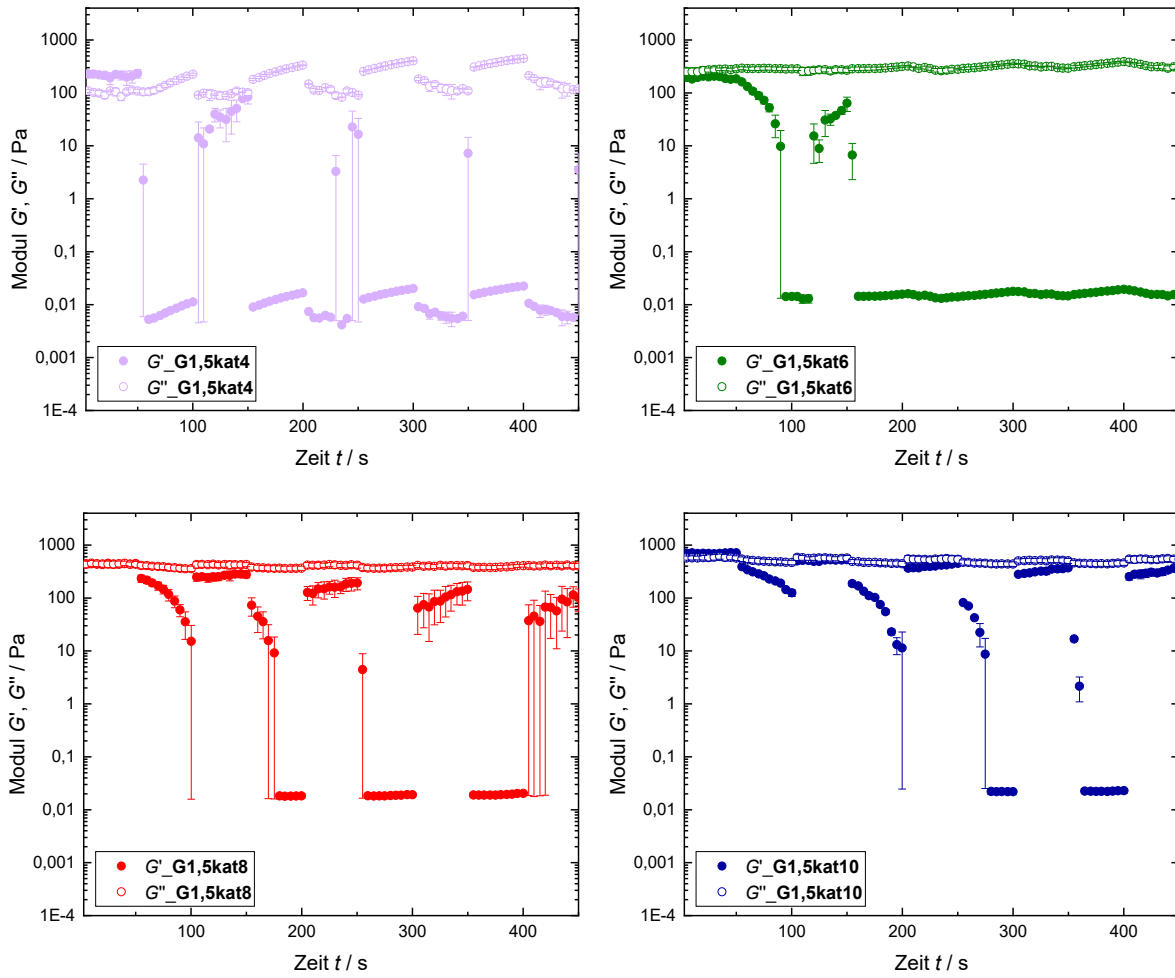 1000
100
10
1
0,1
0,01
0,001
1E-4
Modul G', G'' / Pa
G'_G1,5kat4
G''_G1,5kat4
100
200
300
400
Zeit t / s
1000
100
10
1
0,1
0,01
0,001
1E-4
Modul G', G'' / Pa
G'_G1,5kat6
G''_G1,5kat6
100
200
300
400
Zeit t / s
1000
100
10
1
0,1
0,01
0,001
1E-4
Modul G', G'' / Pa
G'_G1,5kat8
G''_G1,5kat8
100
200
300
400
Zeit t / s
1000
100
10
1
0,1
0,01
0,001
1E-4
Modul G', G'' / Pa
G'_G1,5kat10
G''_G1,5kat10
100
200
300
400
Zeit t / s